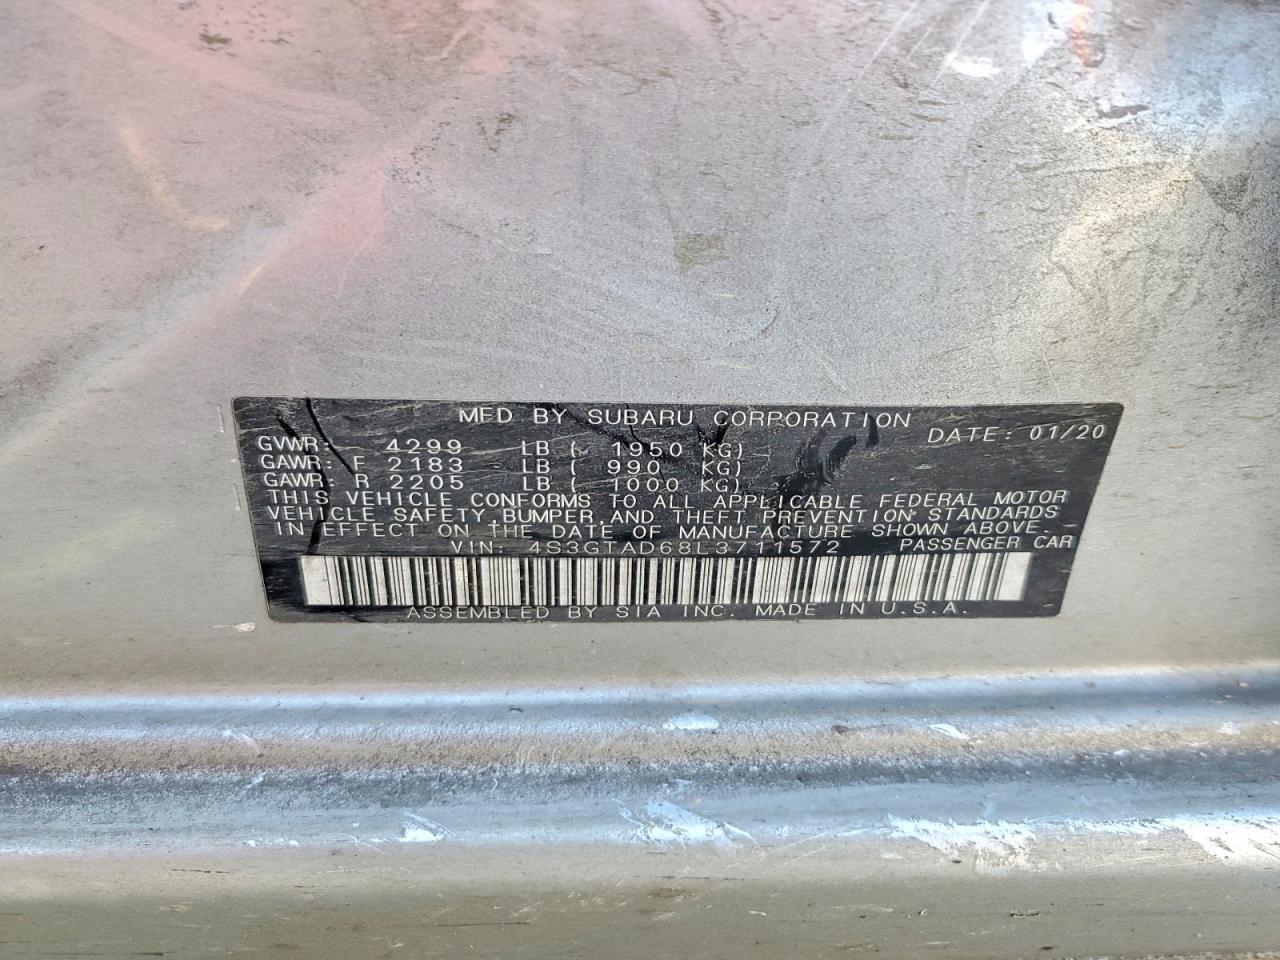 MFD BY SUBARU CORPORATION
DATE: 01/20
GVWR: 4299 LB ( 1950 KG)
GAWR: F 2183 LB ( 990 KG)
GAWR: R 2205 LB ( 1000 KG)
THIS VEHICLE CONFORMS TO ALL APPLICABLE FEDERAL MOTOR
VEHICLE SAFETY,BUMPER,AND THEFT PREVENTION STANDARDS
IN EFFECT ON THE DATE OF MANUFACTURE SHOWN ABOVE.
VIN: 4S3GTAD68L3711572 PASSENGER CAR
ASSEMBLED BY SIA INC. MADE IN U.S.A.